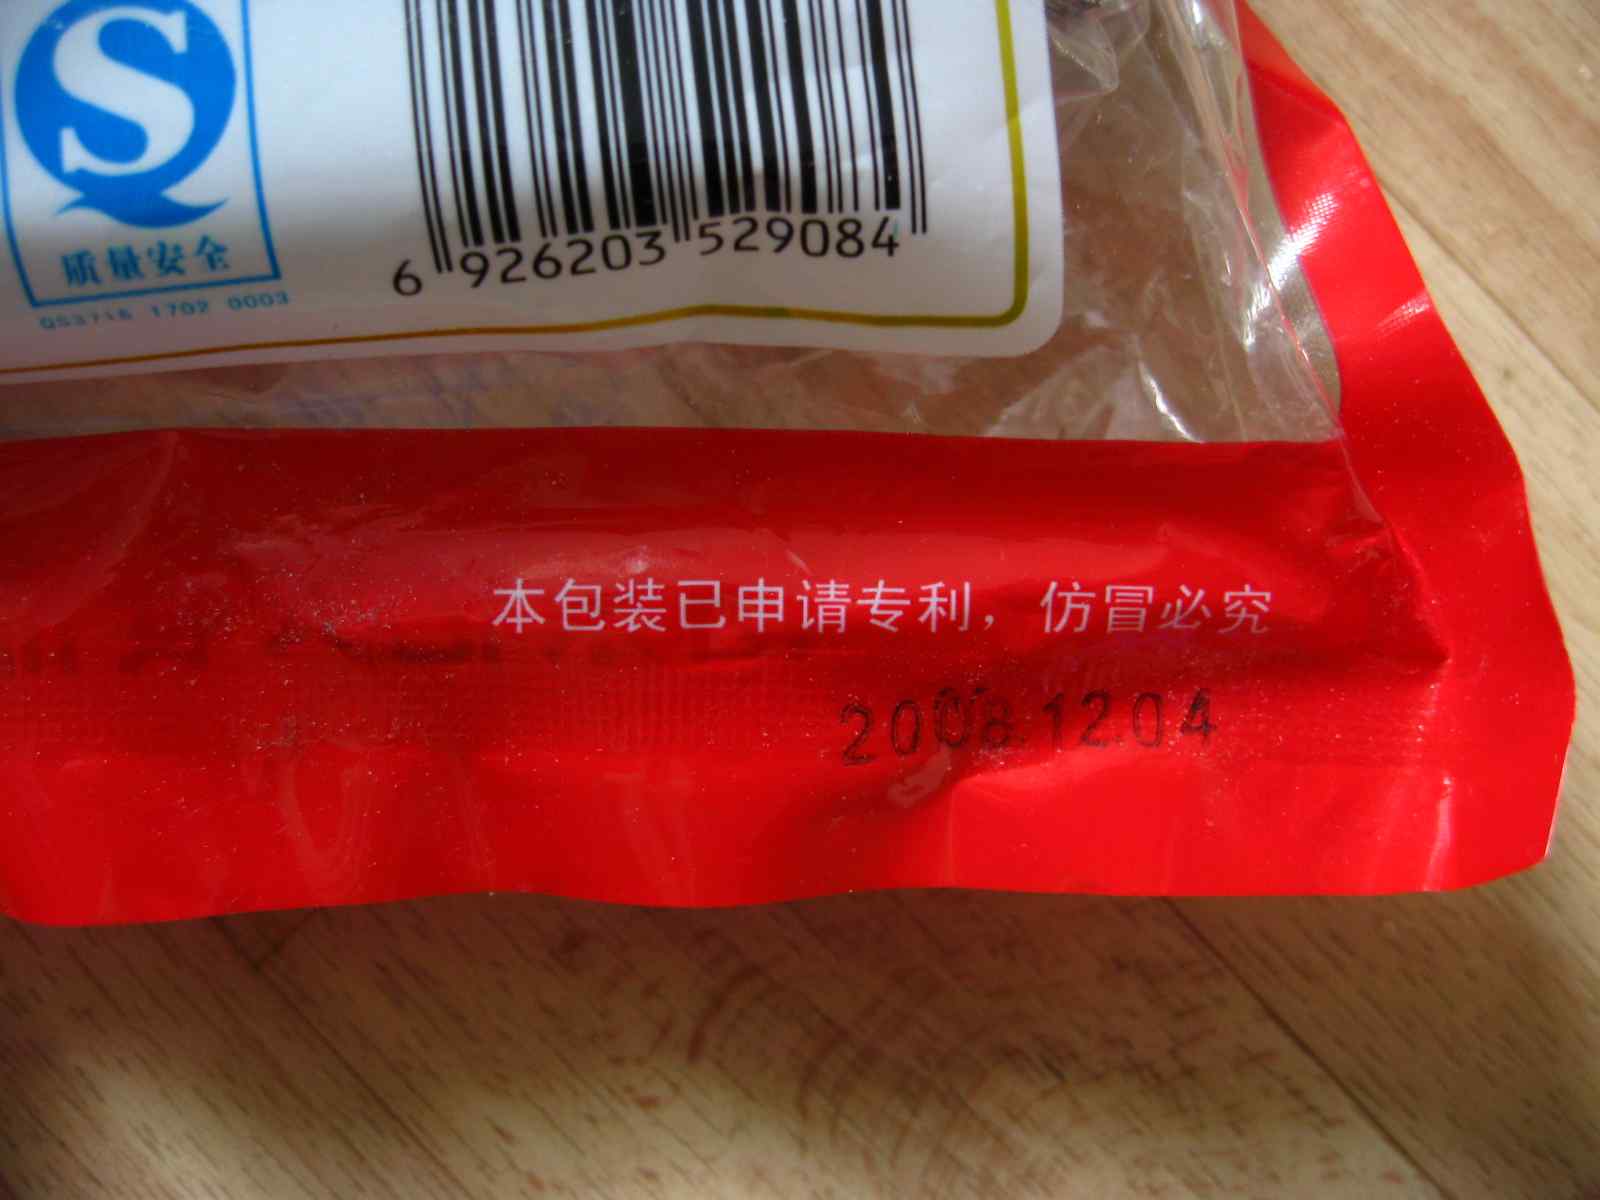 QS
质量安全
QS3716 1702 0003
6 926203 529084
本包装已申请专利，仿冒必究
2008.12.04